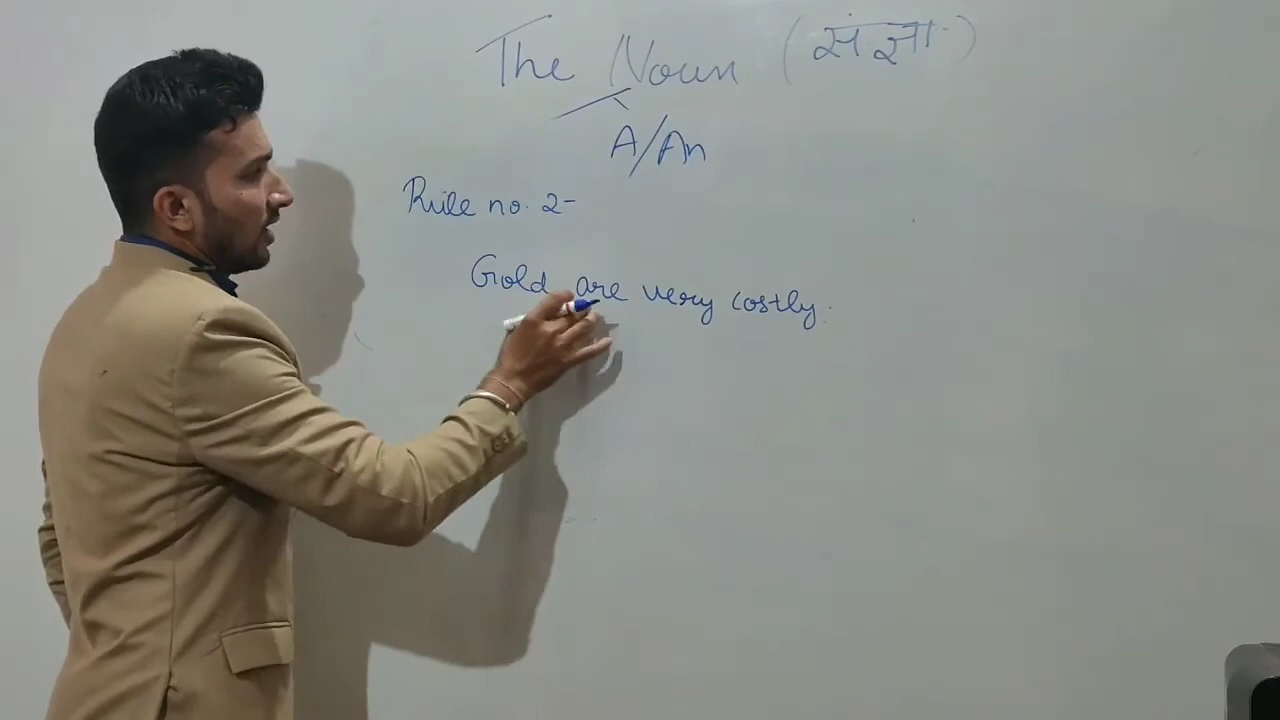 The Noun (संज्ञा)
A/An
Rule no. 2-
Gold are very costly.